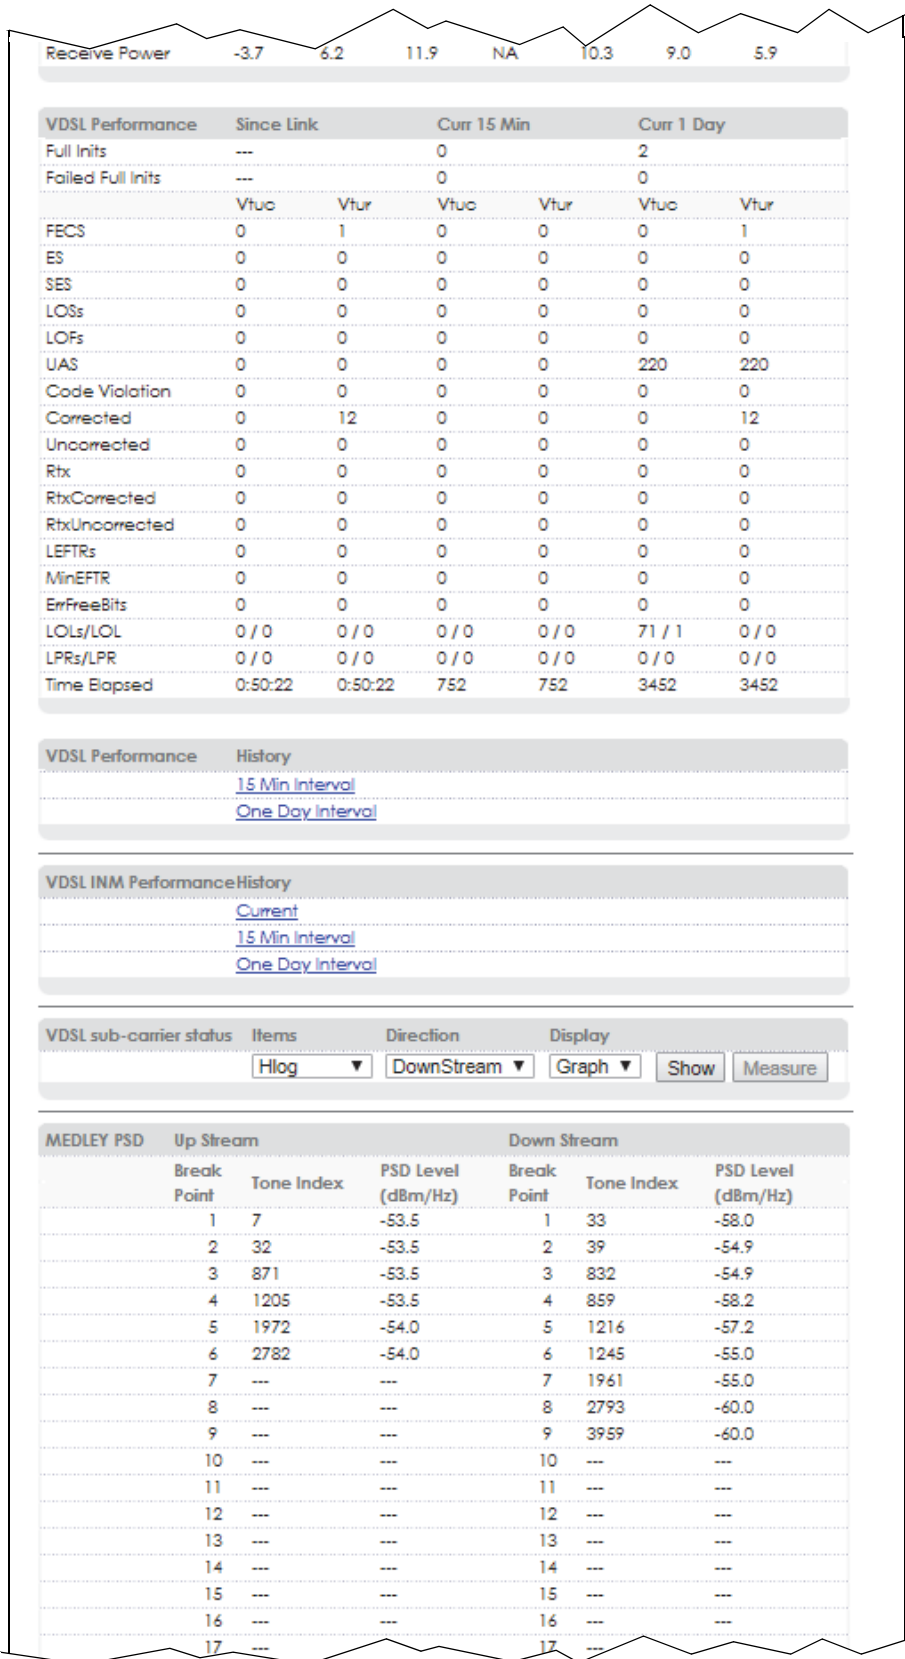 Receive Power -3.7 6.2 11.9 NA 10.3 9.0 5.9
VDSL Performance Since Link Curr 15 Min Curr 1 Day
Full Inits --- 0 2
Failed Full Inits --- 0 0
Vtuc Vtur Vtuc Vtur Vtuc Vtur
FECS 0 1 0 0 0 1
ES 0 0 0 0 0 0
SES 0 0 0 0 0 0
LOSs 0 0 0 0 0 0
LOFs 0 0 0 0 0 0
UAS 0 0 0 0 220 220
Code Violation 0 0 0 0 0 0
Corrected 0 12 0 0 0 12
Uncorrected 0 0 0 0 0 0
Rtx 0 0 0 0 0 0
RtxCorrected 0 0 0 0 0 0
RtxUncorrected 0 0 0 0 0 0
LEFTRs 0 0 0 0 0 0
MinEFTR 0 0 0 0 0 0
ErrFreeBits 0 0 0 0 0 0
LOLs/LOL 0 / 0 0 / 0 0 / 0 0 / 0 71 / 1 0 / 0
LPRs/LPR 0 / 0 0 / 0 0 / 0 0 / 0 0 / 0 0 / 0
Time Elapsed 0:50:22 0:50:22 752 752 3452 3452
VDSL Performance History
15 Min Interval
One Day Interval
VDSL INM Performance History
Current
15 Min Interval
One Day Interval
VDSL sub-carrier status Items Direction Display
Hlog ▼ DownStream ▼ Graph ▼ Show Measure
MEDLEY PSD Up Stream Down Stream
Break Point Tone Index PSD Level (dBm/Hz) Break Point Tone Index PSD Level (dBm/Hz)
1 7 -53.5 1 33 -58.0
2 32 -53.5 2 39 -54.9
3 871 -53.5 3 832 -54.9
4 1205 -53.5 4 859 -58.2
5 1972 -54.0 5 1216 -57.2
6 2782 -54.0 6 1245 -55.0
7 --- --- 7 1961 -55.0
8 --- --- 8 2793 -60.0
9 --- --- 9 3959 -60.0
10 --- --- 10 --- ---
11 --- --- 11 --- ---
12 --- --- 12 --- ---
13 --- --- 13 --- ---
14 --- --- 14 --- ---
15 --- --- 15 --- ---
16 --- --- 16 --- ---
17 --- 17 ---